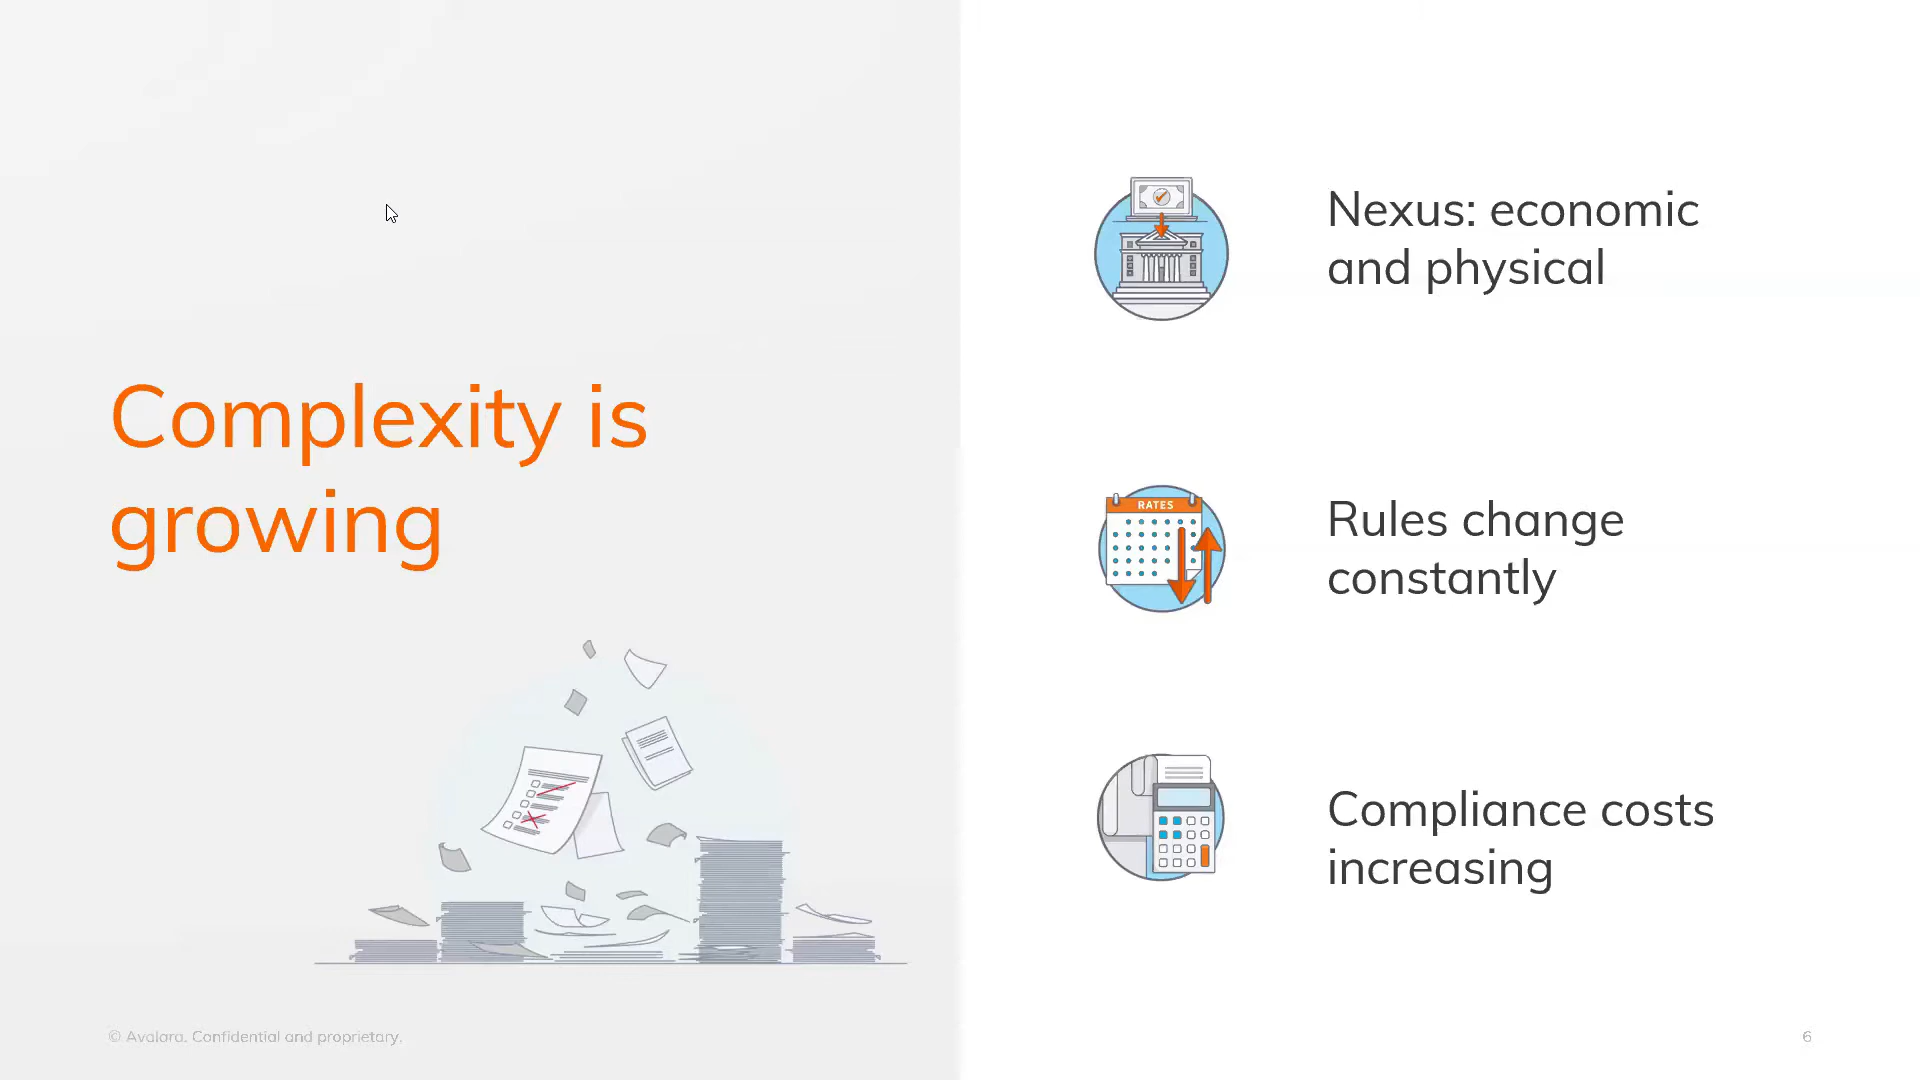 Complexity is
growing
Nexus: economic
and physical
RATES
Rules change
constantly
Compliance costs
increasing
© Avalara. Confidential and proprietary.
6